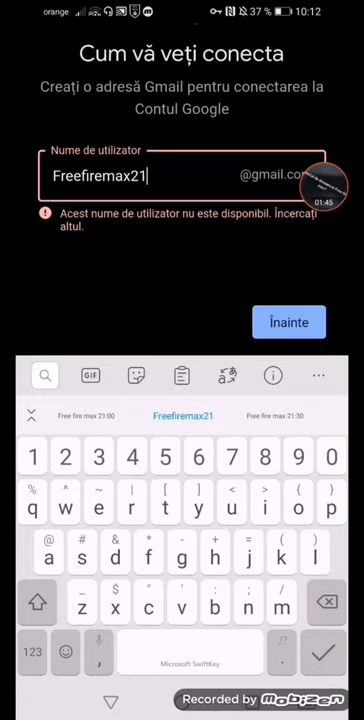 orange 37 % 10:12
Cum vă veți conecta
Creați o adresă Gmail pentru conectarea la
Contul Google
Nume de utilizator
Freefiremax21 @gmail.com
01:45
Acest nume de utilizator nu este disponibil. Încercați
altul.
Înainte
GIF
Free fire max 21:00 Freefiremax21 Free fire max 21:30
1 2 3 4 5 6 7 8 9 0
% ^ ~ | [ ] < > { }
q w e r t y u i o p
@ # & * - + = ( )
a s d f g h j k l
_ $ " ' : ; /
z x c v b n m
123 , Microsoft SwiftKey .
Recorded by mobizen